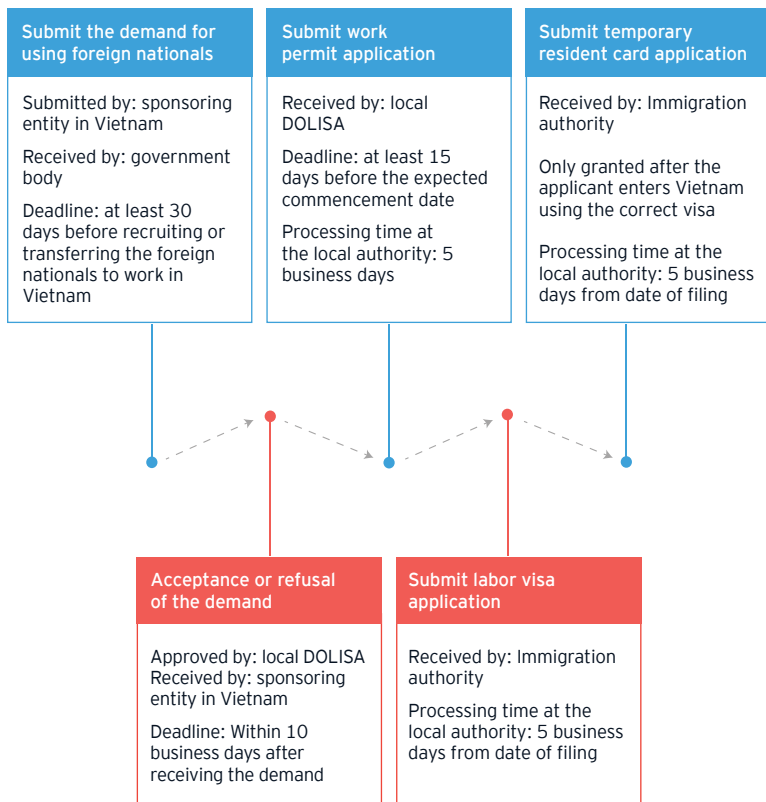 Submit the demand for
using foreign nationals
Submitted by: sponsoring
entity in Vietnam
Received by: government
body
Deadline: at least 30
days before recruiting or
transferring the foreign
nationals to work in
Vietnam
Submit work
permit application
Received by: local
DOLISA
Deadline: at least 15
days before the expected
commencement date
Processing time at
the local authority: 5
business days
Submit temporary
resident card application
Received by: Immigration
authority
Only granted after the
applicant enters Vietnam
using the correct visa
Processing time at the
local authority: 5 business
days from date of filing
Acceptance or refusal
of the demand
Approved by: local DOLISA
Received by: sponsoring
entity in Vietnam
Deadline: Within 10
business days after
receiving the demand
Submit labor visa
application
Received by: Immigration
authority
Processing time at the
local authority: 5 business
days from date of filing